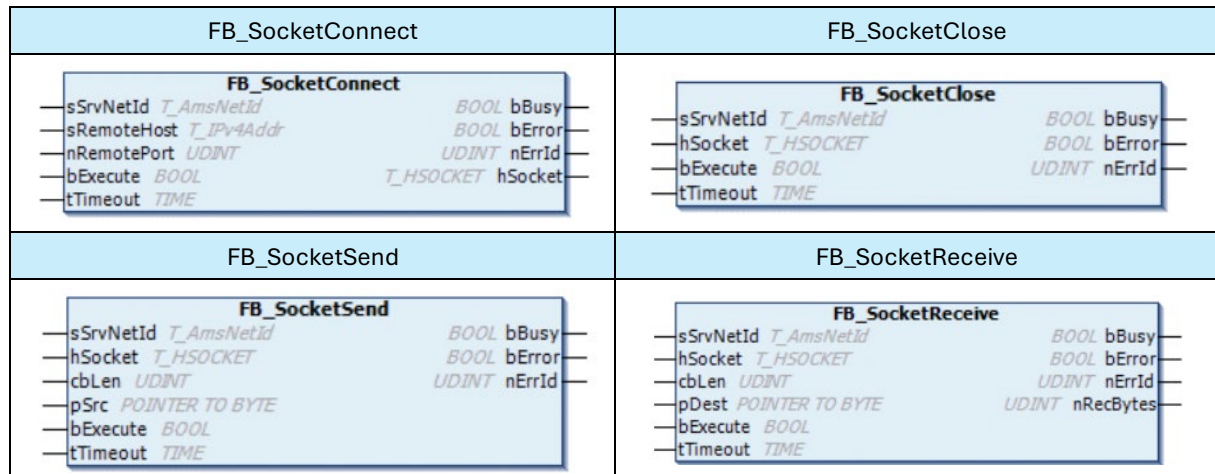 FB_SocketConnect
FB_SocketClose
FB_SocketConnect
sSrvNetId T_AmsNetId BOOL bBusy
sRemoteHost T_IPv4Addr BOOL bError
nRemotePort UDINT UDINT nErrId
bExecute BOOL T_HSOCKET hSocket
tTimeout TIME
FB_SocketClose
sSrvNetId T_AmsNetId BOOL bBusy
hSocket T_HSOCKET BOOL bError
bExecute BOOL UDINT nErrId
tTimeout TIME
FB_SocketSend
FB_SocketReceive
FB_SocketSend
sSrvNetId T_AmsNetId BOOL bBusy
hSocket T_HSOCKET BOOL bError
cbLen UDINT UDINT nErrId
pSrc POINTER TO BYTE
bExecute BOOL
tTimeout TIME
FB_SocketReceive
sSrvNetId T_AmsNetId BOOL bBusy
hSocket T_HSOCKET BOOL bError
cbLen UDINT UDINT nErrId
pDest POINTER TO BYTE UDINT nRecBytes
bExecute BOOL
tTimeout TIME